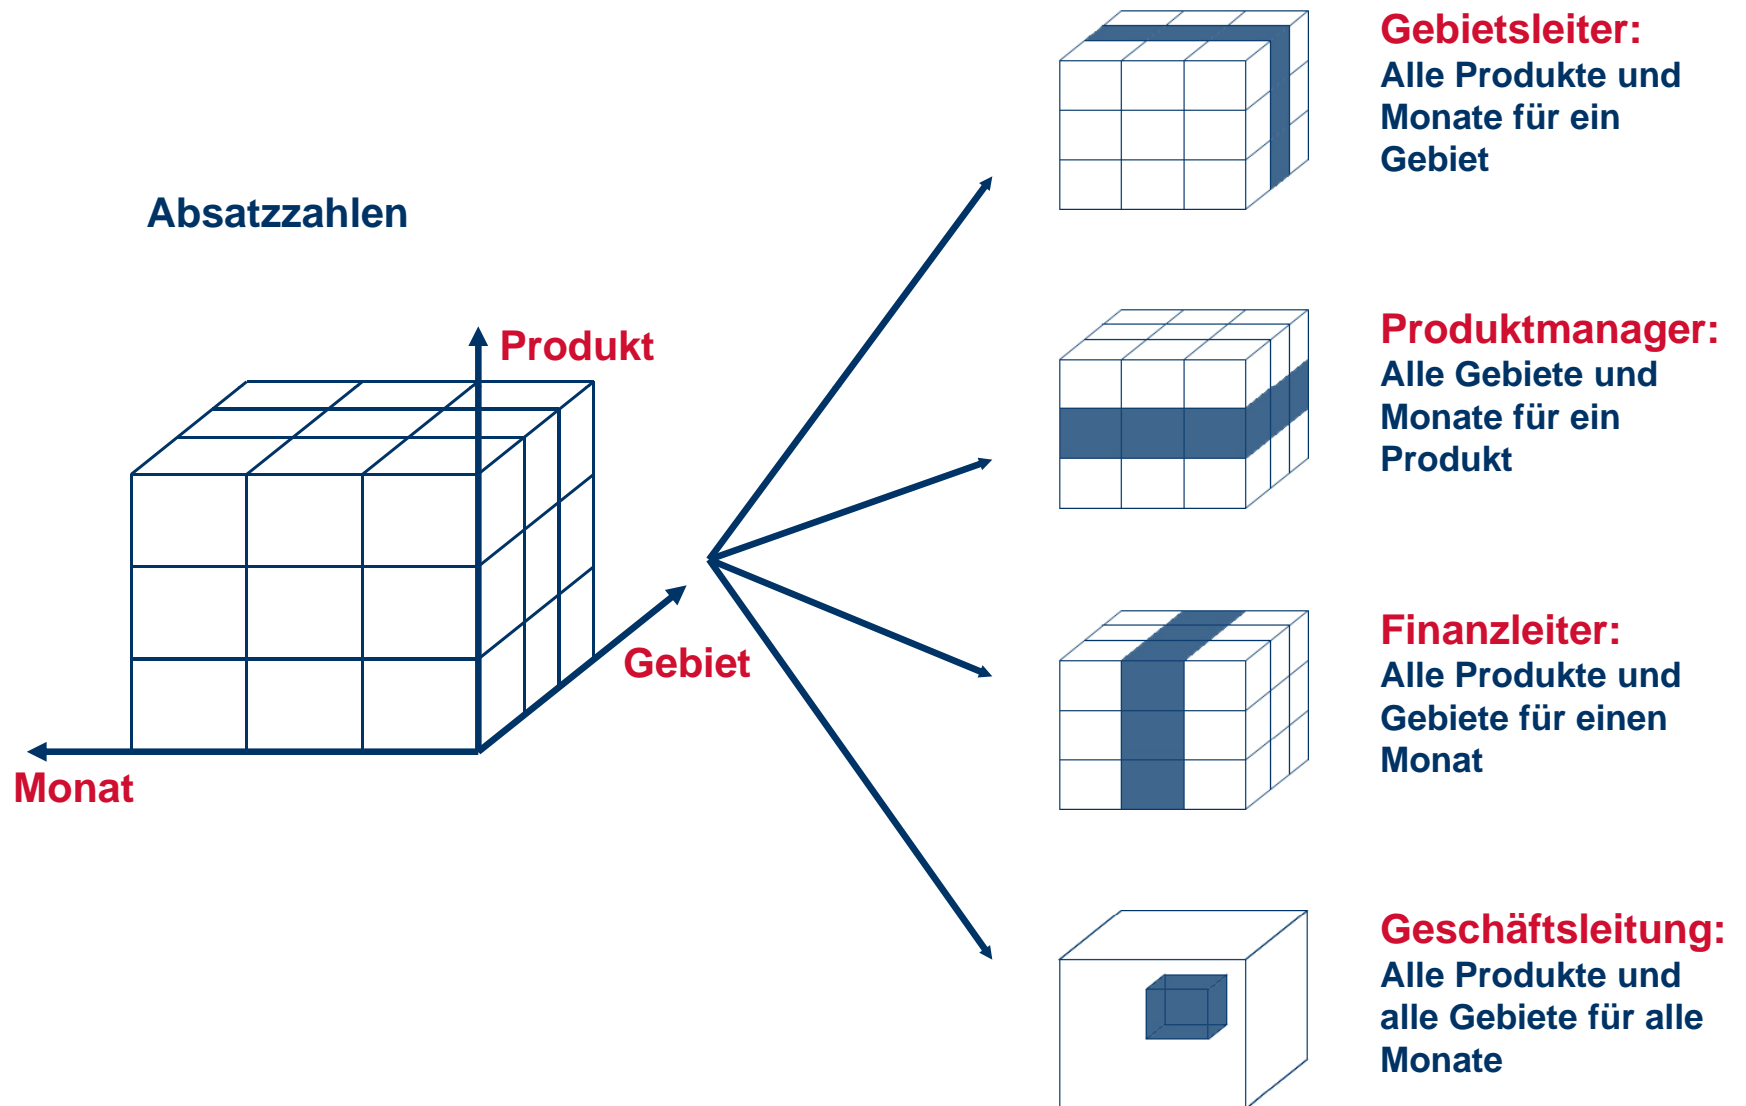 Absatzzahlen
Produkt
Gebiet
Monat
Gebietsleiter:
Alle Produkte und
Monate für ein
Gebiet
Produktmanager:
Alle Gebiete und
Monate für ein
Produkt
Finanzleiter:
Alle Produkte und
Gebiete für einen
Monat
Geschäftsleitung:
Alle Produkte und
alle Gebiete für alle
Monate